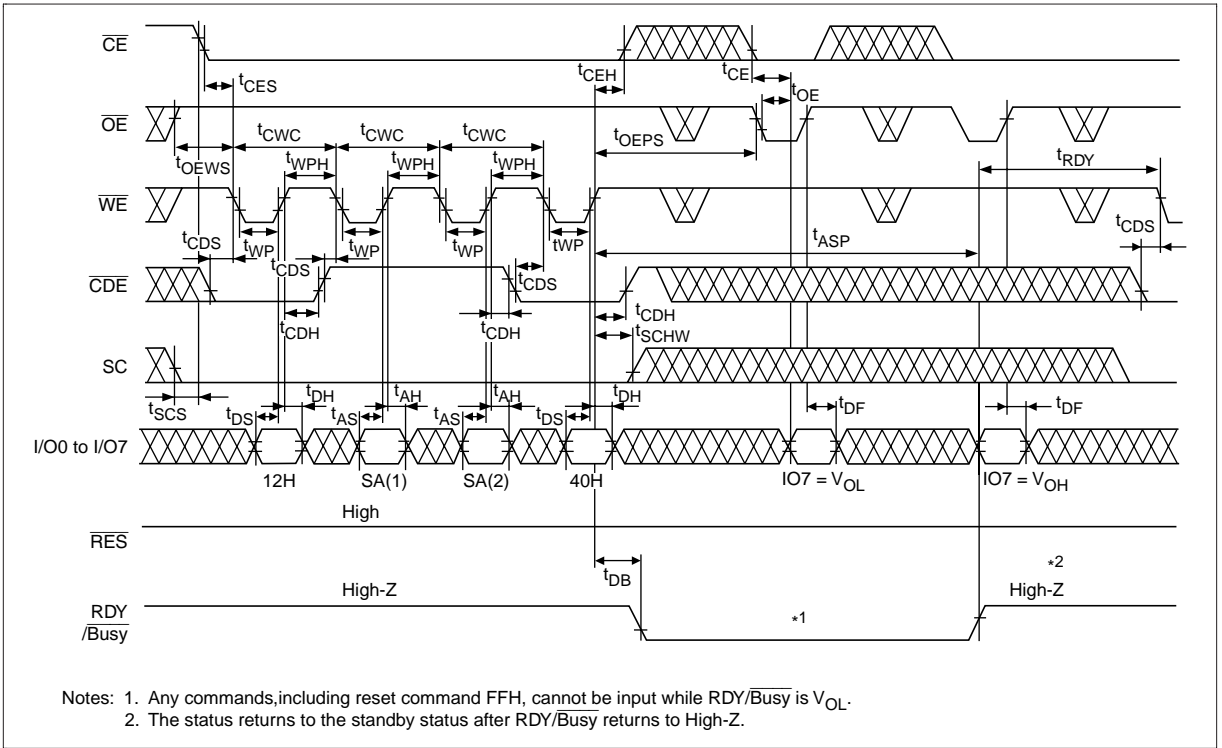 CE
tCES
tCEH
tCE
tOE
OE
tOEWS
tCWC
tCWC
tCWC
tWPH
tWPH
tWPH
tOEPS
tRDY
WE
tCDS
tWP
tCDS
tWP
tWP
tWP
tCDS
tASP
tCDS
CDE
tCDH
tCDH
tCDH
tSCHW
SC
tSCS
tDS
tDH
tAS
tAH
tAS
tAH
tDS
tDH
tDF
tDF
I/O0 to I/O7
12H
SA(1)
SA(2)
40H
IO7 = VOL
IO7 = VOH
High
RES
tDB
*2
High-Z
High-Z
RDY
/Busy
*1
Notes: 1. Any commands,including reset command FFH, cannot be input while RDY/Busy is VOL.
2. The status returns to the standby status after RDY/Busy returns to High-Z.